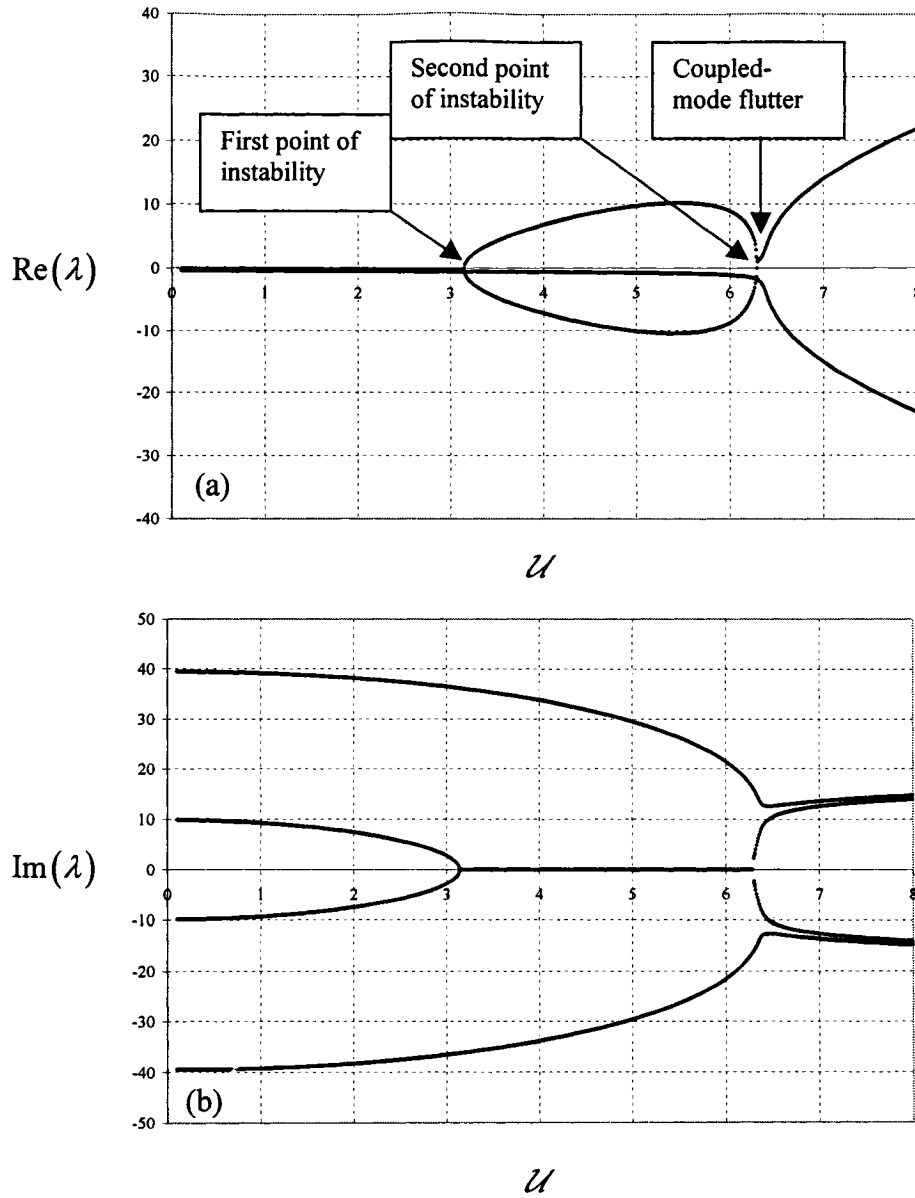 40
30
20
10
0
-10
-20
-30
-40
Re(λ)
First point of
instability
Second point
of instability
Coupled-
mode flutter
0 1 2 3 4 5 6 7 8
(a)
u
50
40
30
20
10
0
-10
-20
-30
-40
-50
Im(λ)
0 1 2 3 4 5 6 7 8
(b)
u